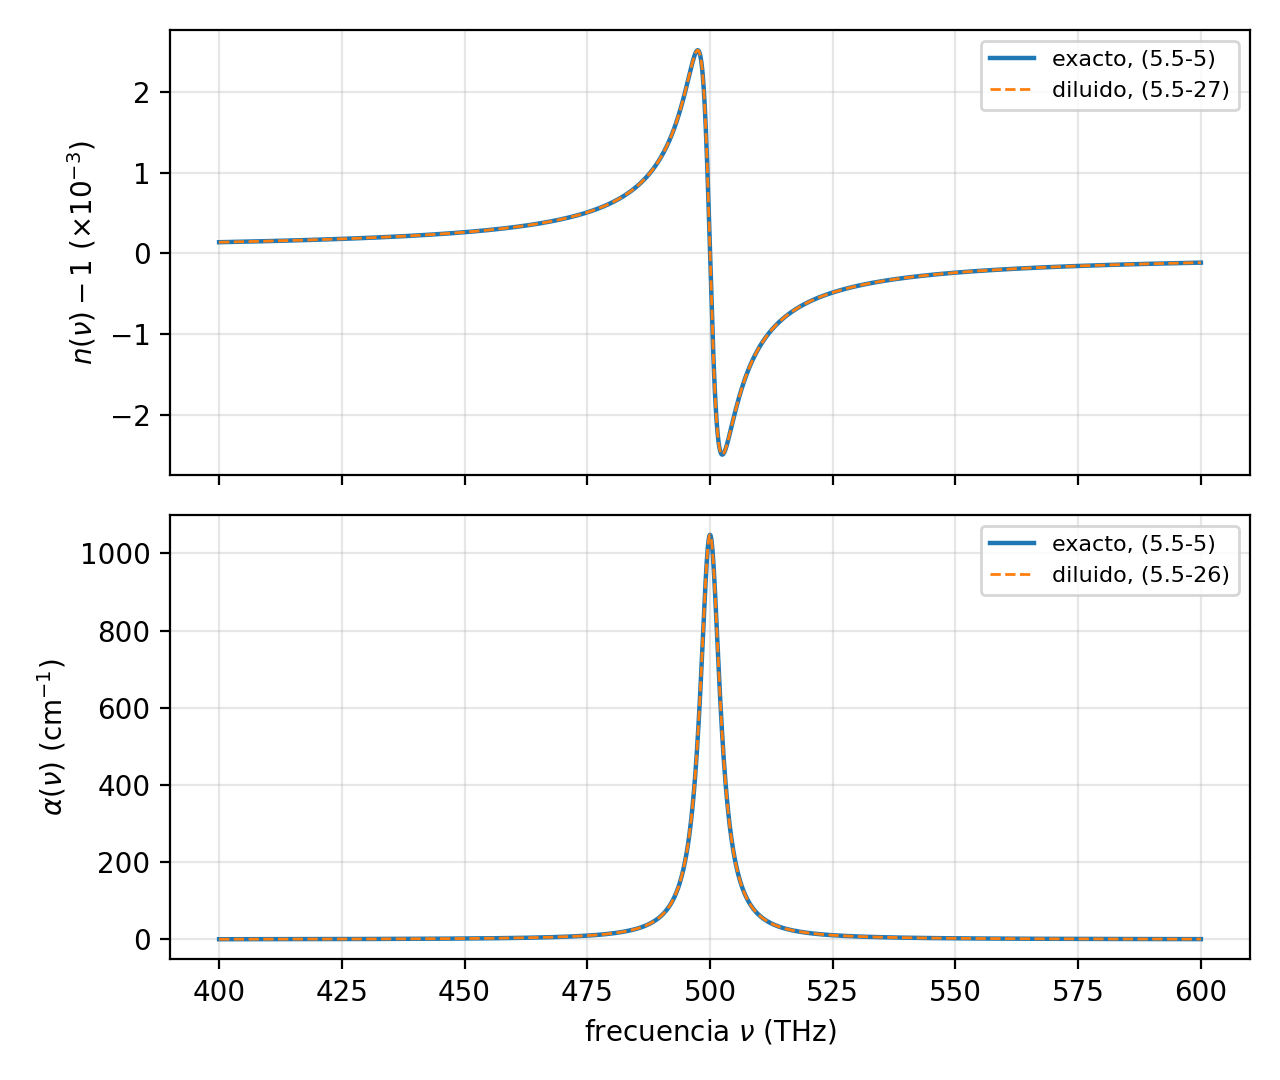 exacto, (5.5-5)
diluido, (5.5-27)
n(ν) − 1 (×10⁻³)
2
1
0
−1
−2
exacto, (5.5-5)
diluido, (5.5-26)
α(ν) (cm⁻¹)
1000
800
600
400
200
0
400 425 450 475 500 525 550 575 600
frecuencia ν (THz)